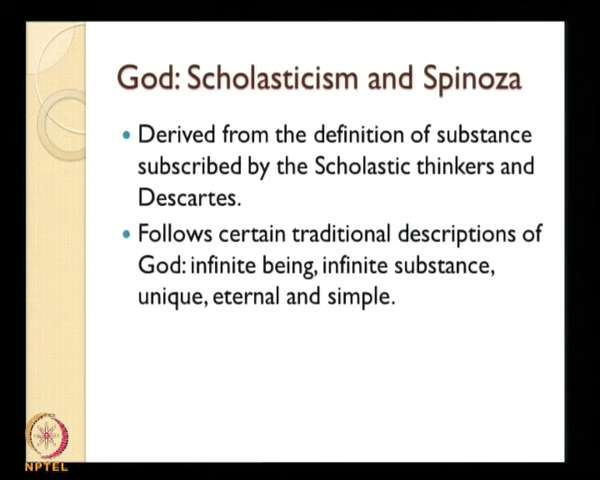 God: Scholasticism and Spinoza
Derived from the definition of substance
subscribed by the Scholastic thinkers and
Descartes.
Follows certain traditional descriptions of
God: infinite being, infinite substance,
unique, eternal and simple.
NPTEL